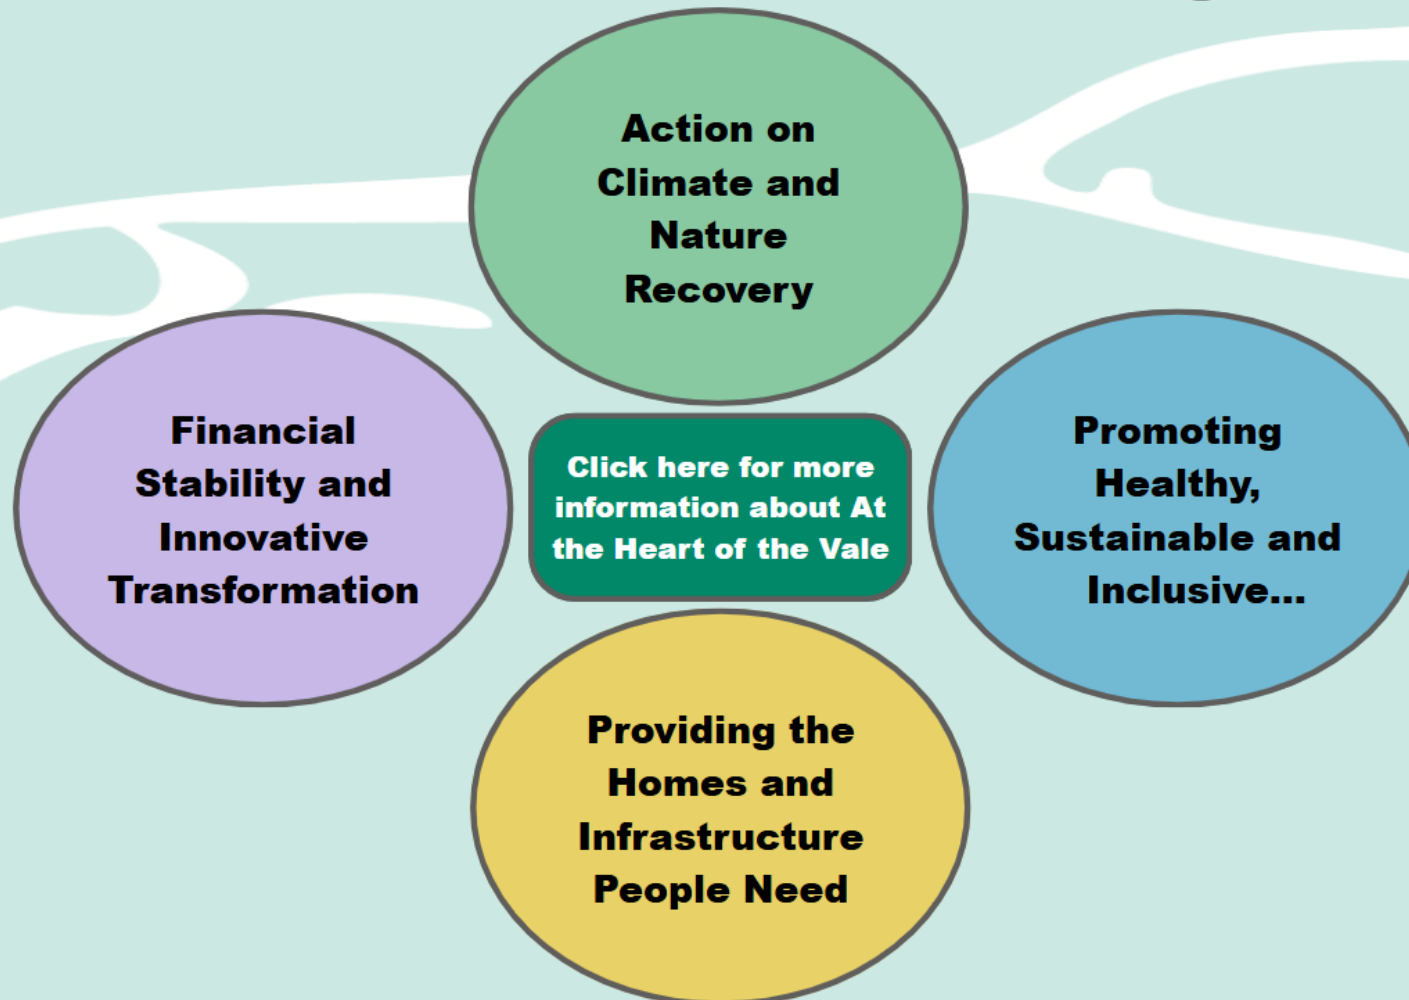 Action on
Climate and
Nature
Recovery
Financial
Stability and
Innovative
Transformation
Click here for more
information about At
the Heart of the Vale
Promoting
Healthy,
Sustainable and
Inclusive...
Providing the
Homes and
Infrastructure
People Need